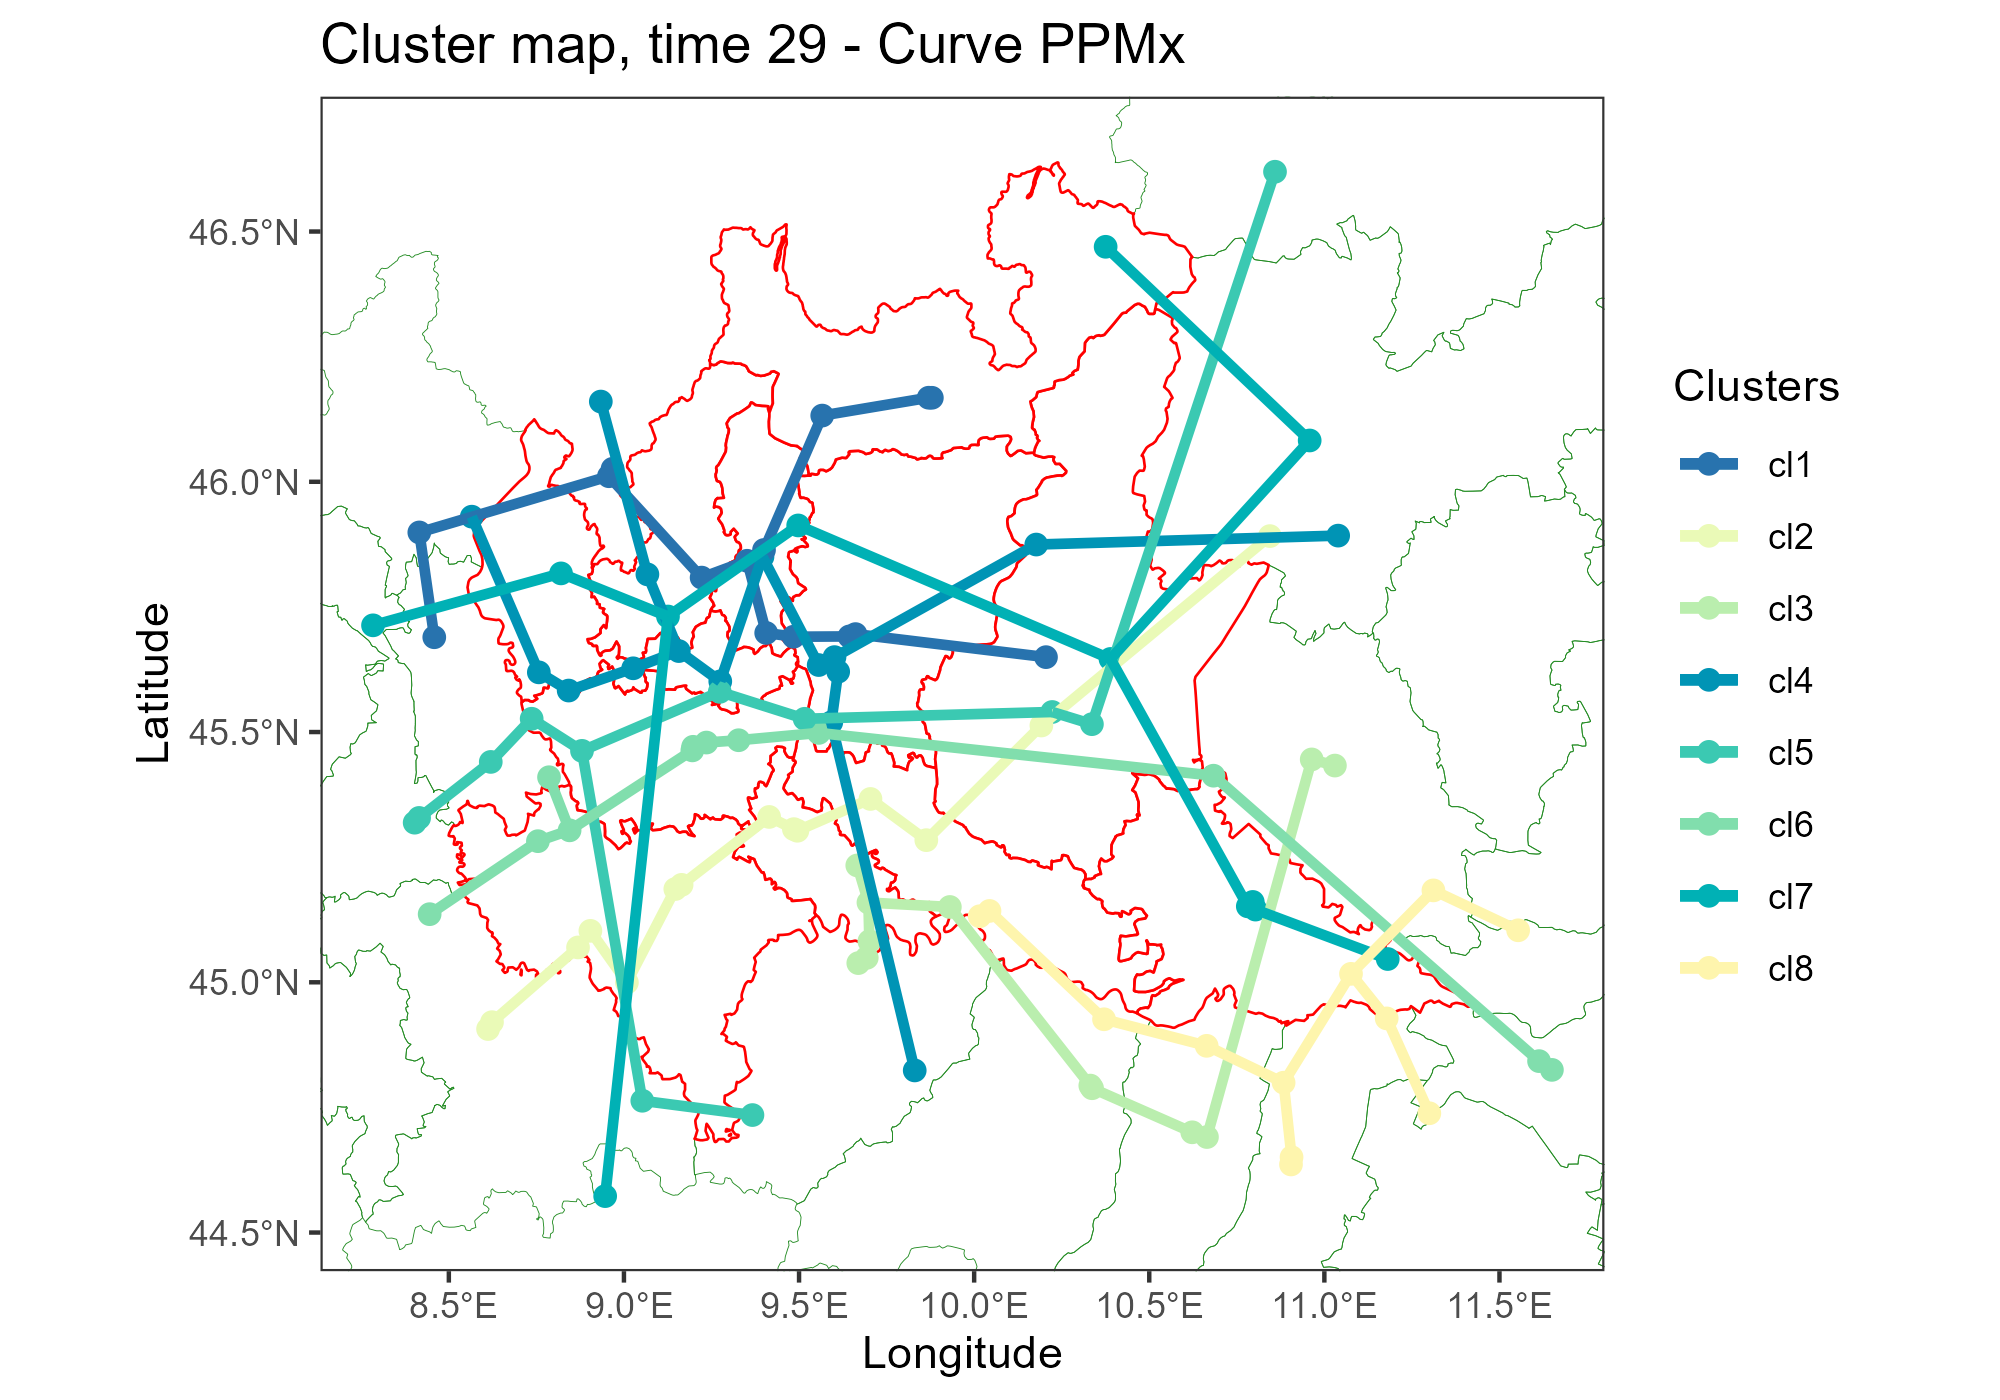 Cluster map, time 29 - Curve PPMx
46.5°N
46.0°N
45.5°N
45.0°N
44.5°N
Latitude
8.5°E
9.0°E
9.5°E
10.0°E
10.5°E
11.0°E
11.5°E
Longitude
Clusters
cl1
cl2
cl3
cl4
cl5
cl6
cl7
cl8